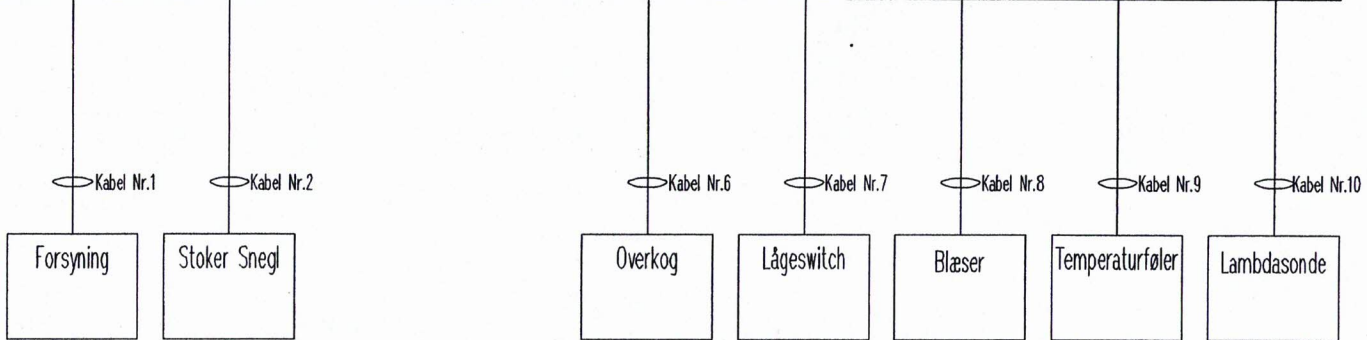 Kabel Nr.1
Kabel Nr.2
Kabel Nr.6
Kabel Nr.7
Kabel Nr.8
Kabel Nr.9
Kabel Nr.10
Forsyning
Stoker Snegl
Overkog
Lågeswitch
Blæser
Temperaturføler
Lambdasonde